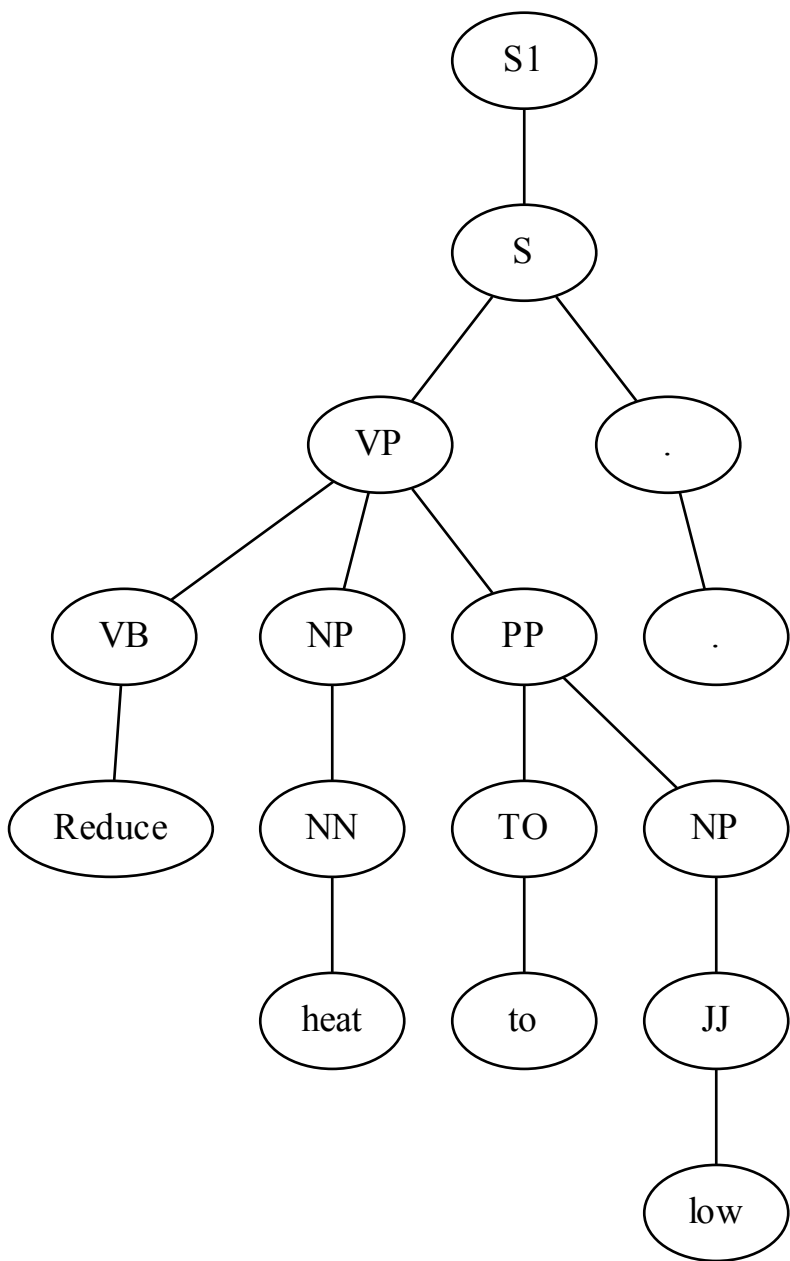 S1
S
VP .
VB NP PP .
Reduce NN TO NP
heat to JJ
low